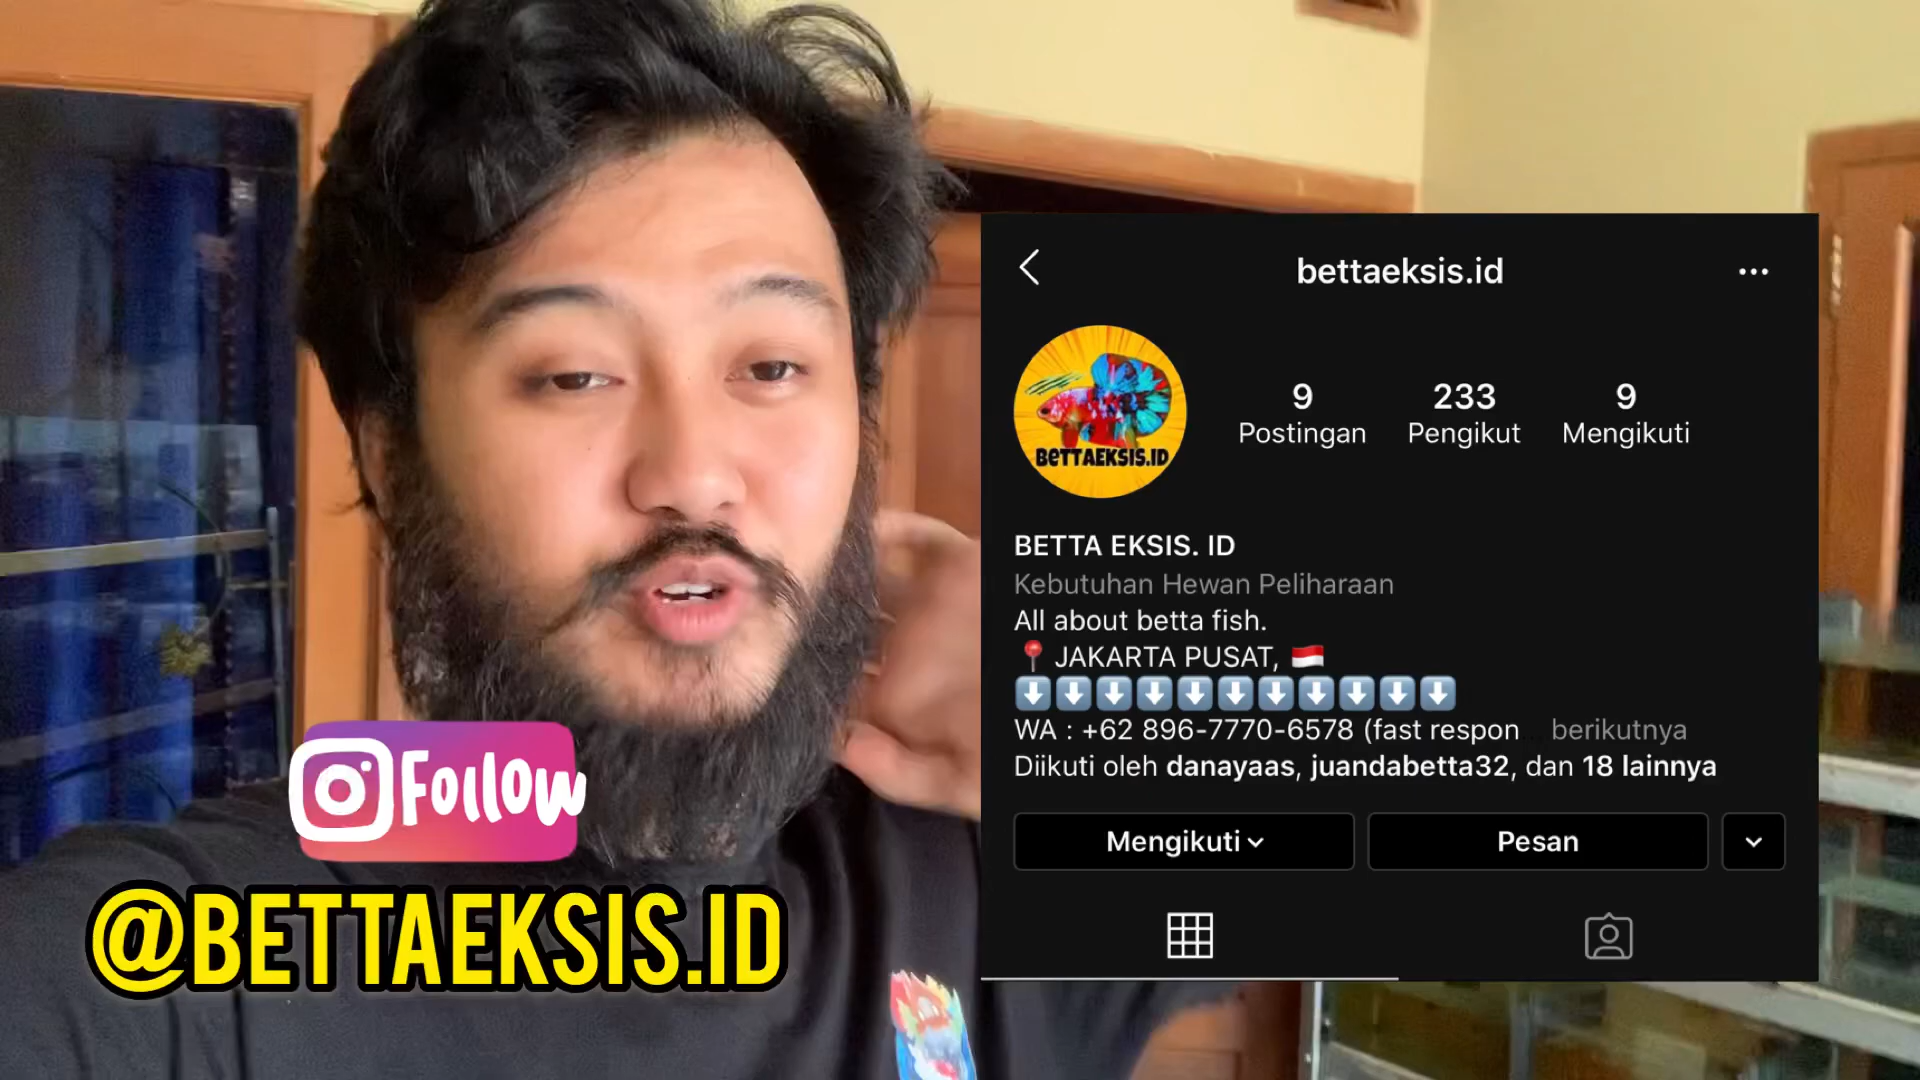 bettaeksis.id
BETTAEKSIS.ID
9
Postingan
233
Pengikut
9
Mengikuti
BETTA EKSIS. ID
Kebutuhan Hewan Peliharaan
All about betta fish.
📍 JAKARTA PUSAT, 🇮🇩
⬇️⬇️⬇️⬇️⬇️⬇️⬇️⬇️⬇️⬇️⬇️
WA : +62 896-7770-6578 (fast respon ... berikutnya
Diikuti oleh danayaas, juandabetta32, dan 18 lainnya
Mengikuti
Pesan
Follow
@BETTAEKSIS.ID